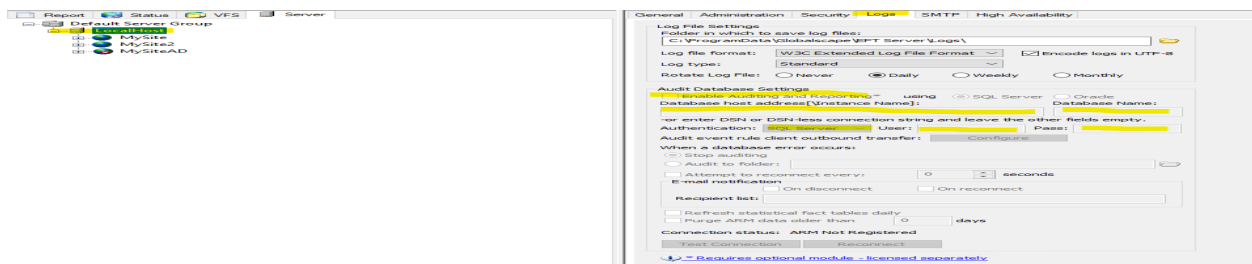 Report Status VFS Server
Default Server Group
LocalHost
MySite
MySite2
MySiteAD
General Administration Security Logs SMTP High Availability
Log File Settings
Folder in which to save log files:
C:\ProgramData\Globalscape\EFT Server\Logs\
Log file format: W3C Extended Log File Format Encode logs in UTF-8
Log type: Standard
Rotate Log File: Never Daily Weekly Monthly
Audit Database Settings
Enable Auditing and Reporting* using SQL Server Oracle
Database host address[\Instance Name]: Database Name:
-or enter DSN or DSN-less connection string and leave the other fields empty.
Authentication: SQL Server User: Pass:
Audit event rule client outbound transfer: Configure
When a database error occurs:
Stop auditing
Audit to folder:
Attempt to reconnect every: 0 seconds
E-mail notification
On disconnect On reconnect
Recipient list:
Refresh statistical fact tables daily
Purge ARM data older than 0 days
Connection status: ARM Not Registered
Test Connection Reconnect
* Requires optional module - licensed separately